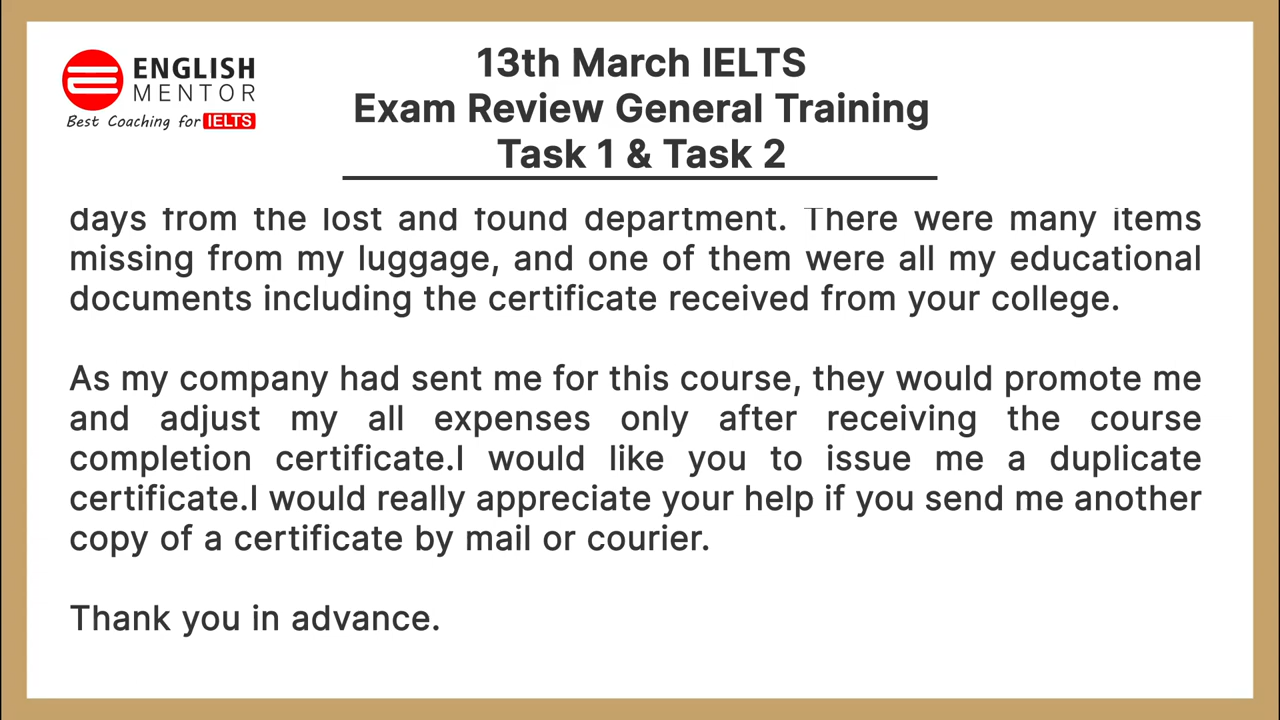 ENGLISH
MENTOR
Best Coaching for IELTS
13th March IELTS
Exam Review General Training
Task 1 & Task 2
days from the lost and found department. There were many items
missing from my luggage, and one of them were all my educational
documents including the certificate received from your college.
As my company had sent me for this course, they would promote me
and adjust my all expenses only after receiving the course
completion certificate.I would like you to issue me a duplicate
certificate.I would really appreciate your help if you send me another
copy of a certificate by mail or courier.
Thank you in advance.